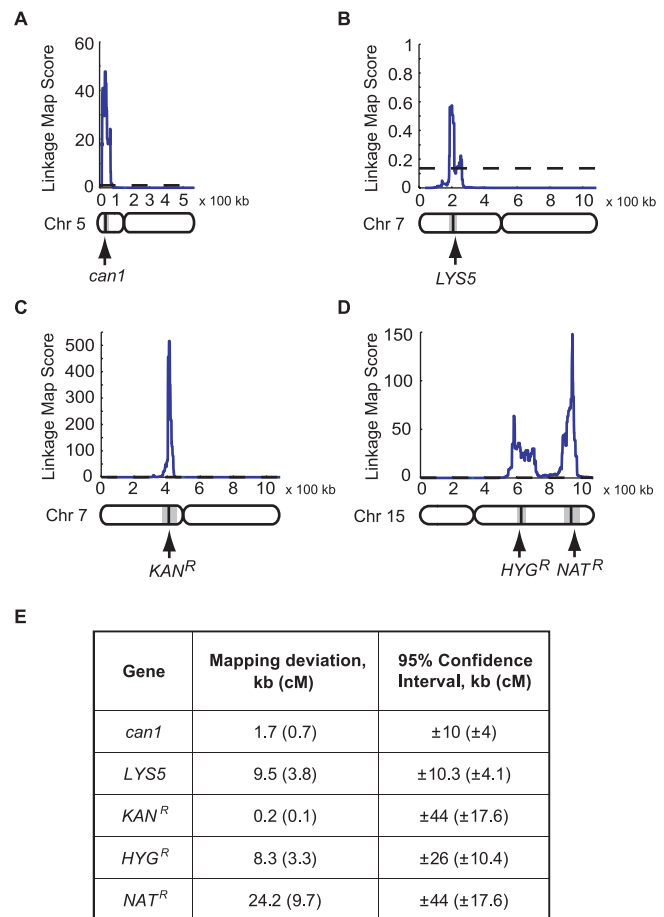 A
Linkage Map Score
60
40
20
0
0 1 2 3 4 5 x 100 kb
Chr 5
can1
B
Linkage Map Score
1
0.8
0.6
0.4
0.2
0
0 2 4 6 8 10 x 100 kb
Chr 7
LYS5
C
Linkage Map Score
500
400
300
200
100
0
0 2 4 6 8 10 x 100 kb
Chr 7
KAN^R
D
Linkage Map Score
150
100
50
0
0 2 4 6 8 10 x 100 kb
Chr 15
HYG^R NAT^R
E
Gene
Mapping deviation,
kb (cM)
95% Confidence
Interval, kb (cM)
can1 1.7 (0.7) ±10 (±4)
LYS5 9.5 (3.8) ±10.3 (±4.1)
KAN^R 0.2 (0.1) ±44 (±17.6)
HYG^R 8.3 (3.3) ±26 (±10.4)
NAT^R 24.2 (9.7) ±44 (±17.6)